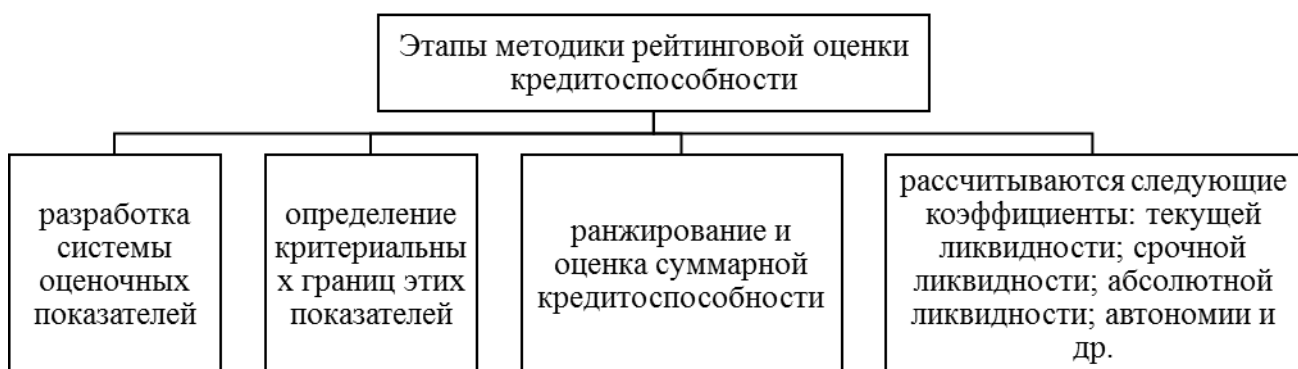 Этапы методики рейтинговой оценки
кредитоспособности
разработка
системы
оценочных
показателей
определение
критериальны
х границ этих
показателей
ранжирование и
оценка суммарной
кредитоспособности
рассчитываются следующие
коэффициенты: текущей
ликвидности; срочной
ликвидности; абсолютной
ликвидности; автономии и
др.